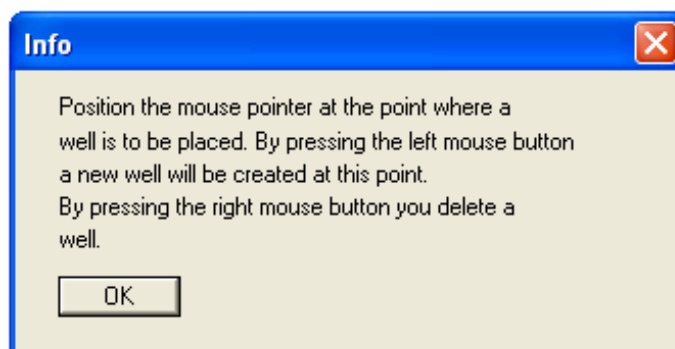 Info
Position the mouse pointer at the point where a
well is to be placed. By pressing the left mouse button
a new well will be created at this point.
By pressing the right mouse button you delete a
well.
OK